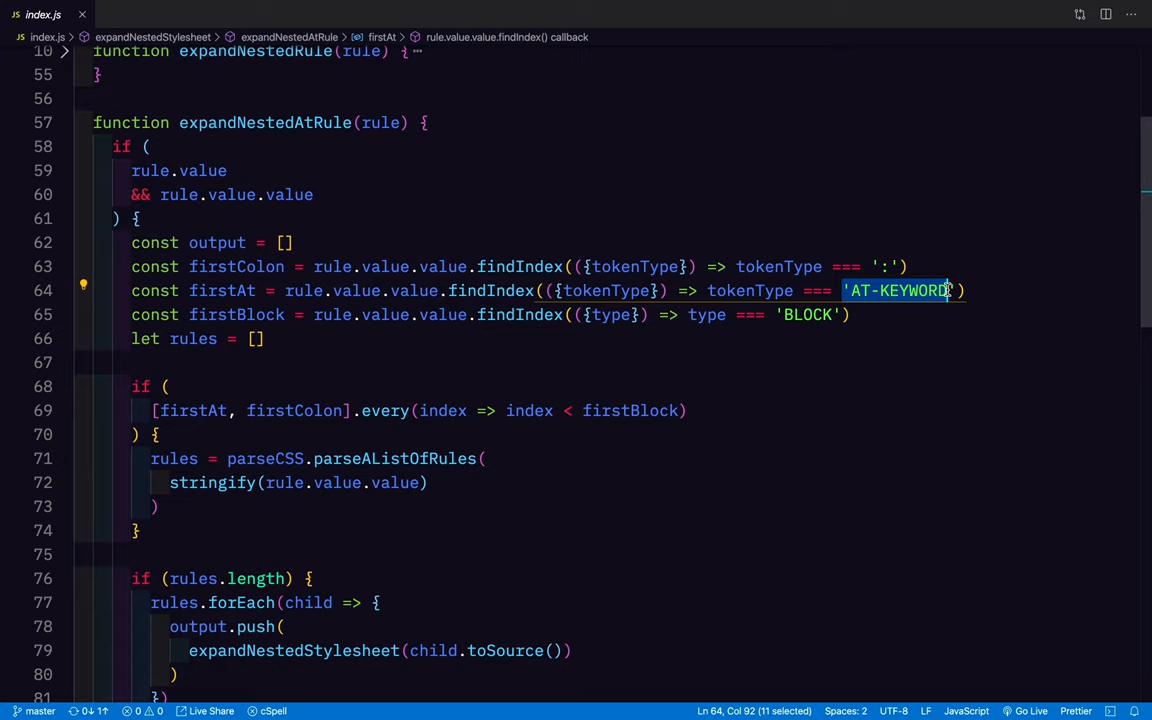 JS index.js ×
JS index.js > expandNestedStylesheet > expandNestedAtRule > firstAt > rule.value.value.findIndex() callback
10 function expandNestedRule(rule) {⋯
55 }
56
57 function expandNestedAtRule(rule) {
58 if (
59 rule.value
60 && rule.value.value
61 ) {
62 const output = []
63 const firstColon = rule.value.value.findIndex(({tokenType}) => tokenType === ':')
64 const firstAt = rule.value.value.findIndex(({tokenType}) => tokenType === 'AT-KEYWORD')
65 const firstBlock = rule.value.value.findIndex(({type}) => type === 'BLOCK')
66 let rules = []
67
68 if (
69 [firstAt, firstColon].every(index => index < firstBlock)
70 ) {
71 rules = parseCSS.parseAListOfRules(
72 stringify(rule.value.value)
73 )
74 }
75
76 if (rules.length) {
77 rules.forEach(child => {
78 output.push(
79 expandNestedStylesheet(child.toSource())
80 )
81 })
master 0↓ 1↑ 0 0 Live Share cSpell Ln 64, Col 92 (11 selected) Spaces: 2 UTF-8 LF JavaScript Go Live Prettier